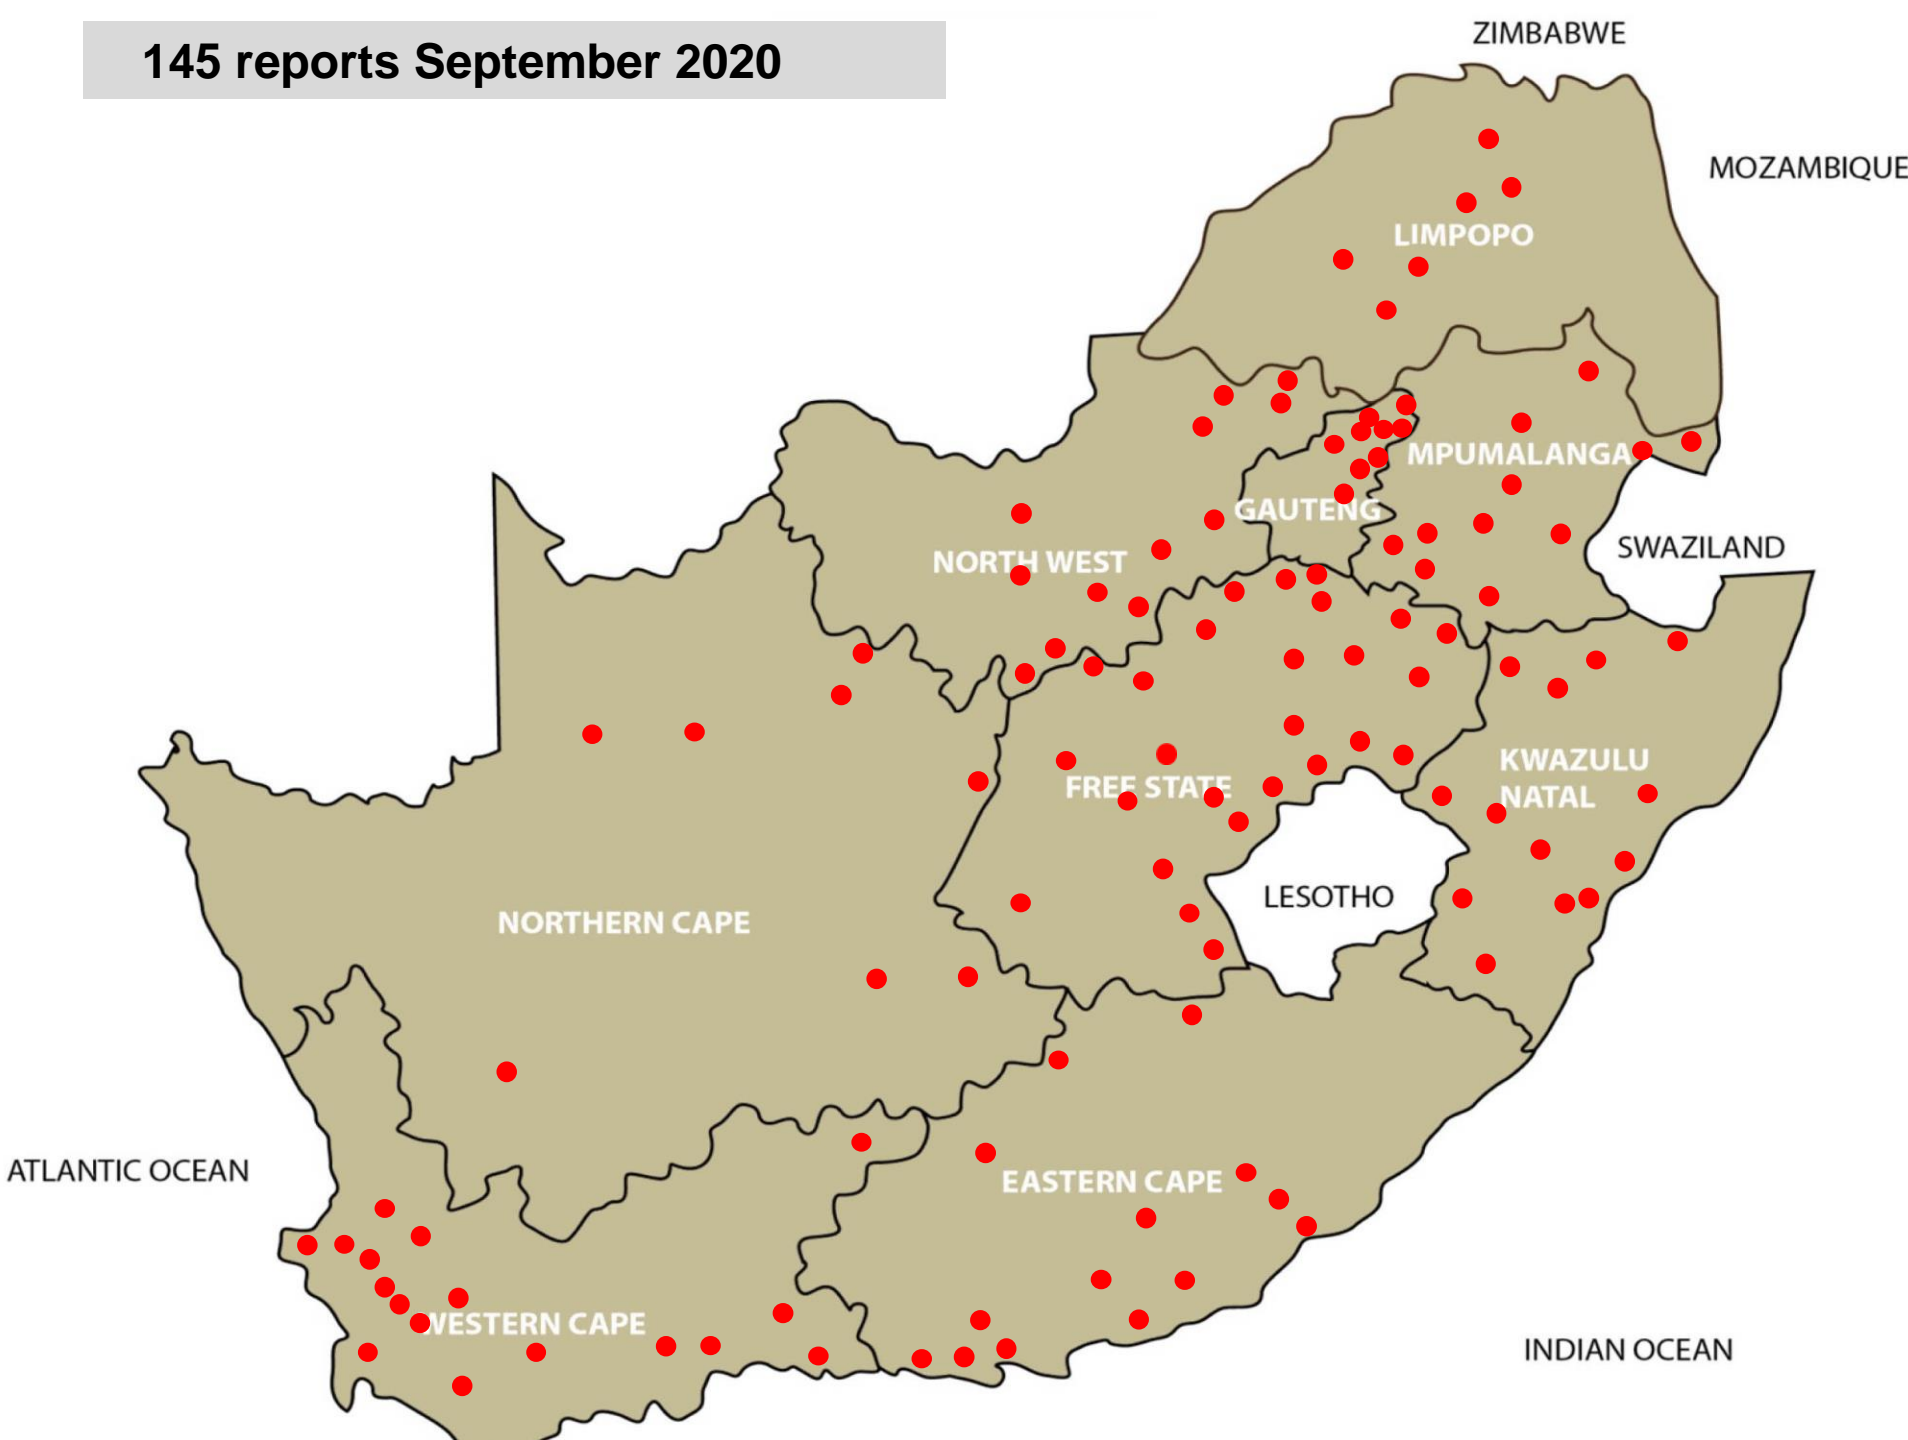 145 reports September 2020
ZIMBABWE
MOZAMBIQUE
LIMPOPO
MPUMALANGA
GAUTENG
SWAZILAND
NORTH WEST
KWAZULU
NATAL
FREE STATE
LESOTHO
NORTHERN CAPE
ATLANTIC OCEAN
EASTERN CAPE
WESTERN CAPE
INDIAN OCEAN